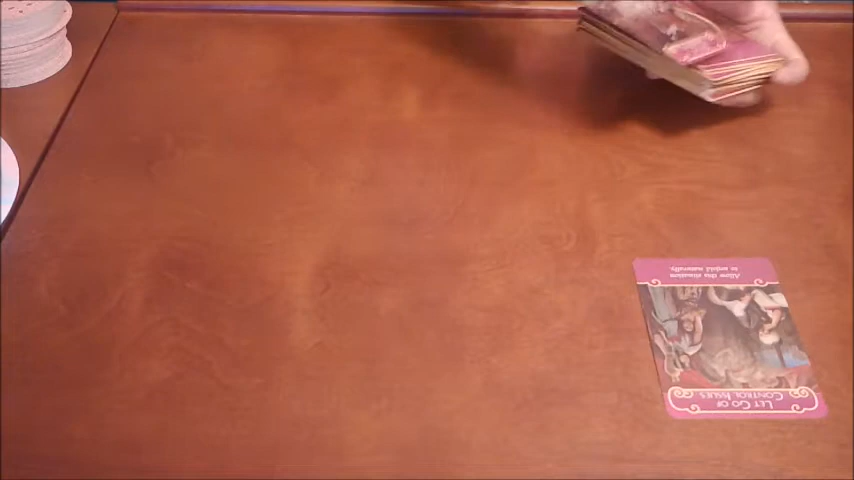 LET GO OF
CONTROL ISSUES
Allow this situation
to unfold naturally.